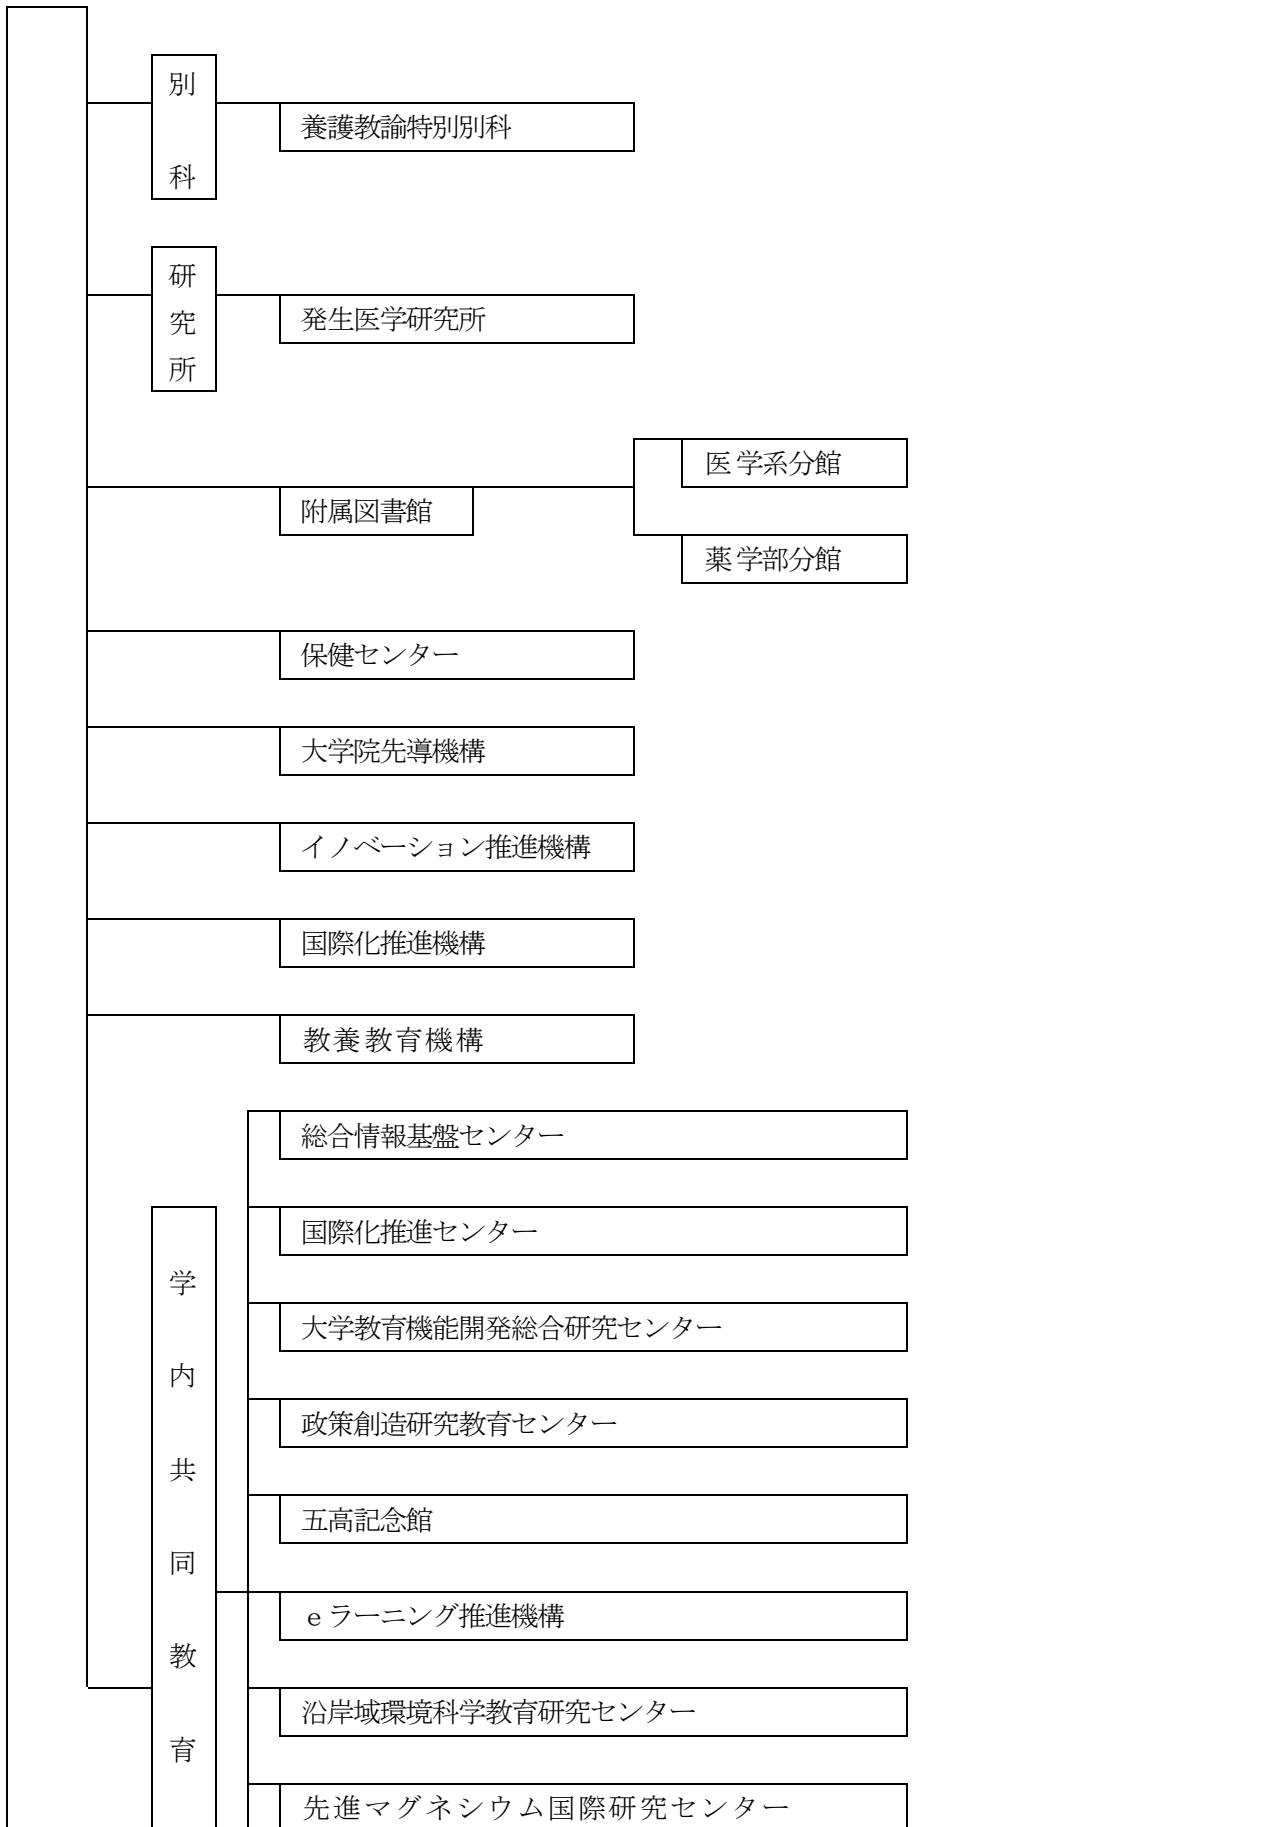 別科
養護教諭特別別科
研究所
発生医学研究所
医学系分館
附属図書館
薬学部分館
保健センター
大学院先導機構
イノベーション推進機構
国際化推進機構
教養教育機構
総合情報基盤センター
国際化推進センター
学内共同教育
大学教育機能開発総合研究センター
政策創造研究教育センター
五高記念館
ｅラーニング推進機構
沿岸域環境科学教育研究センター
先進マグネシウム国際研究センター